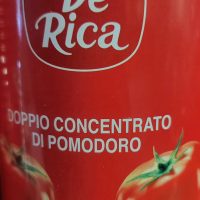 De
Rica
DOPPIO CONCENTRATO
DI POMODORO